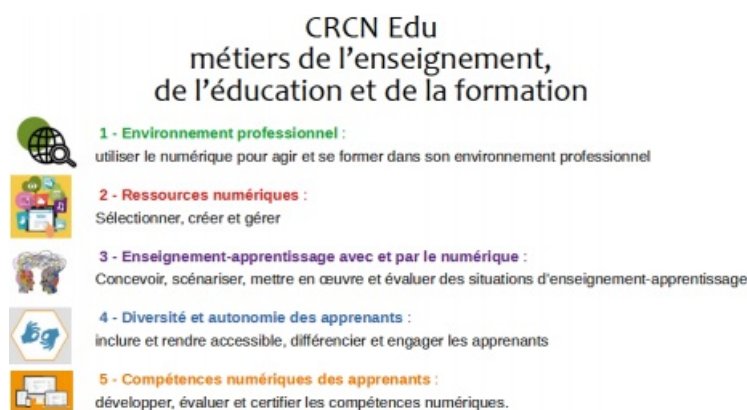 CRCN Edu
métiers de l'enseignement,
de l'éducation et de la formation
1 - Environnement professionnel :
utiliser le numérique pour agir et se former dans son environnement professionnel
2 - Ressources numériques :
Sélectionner, créer et gérer
3 - Enseignement-apprentissage avec et par le numérique :
Concevoir, scénariser, mettre en œuvre et évaluer des situations d'enseignement-apprentissage
4 - Diversité et autonomie des apprenants :
inclure et rendre accessible, différencier et engager les apprenants
5 - Compétences numériques des apprenants :
développer, évaluer et certifier les compétences numériques.